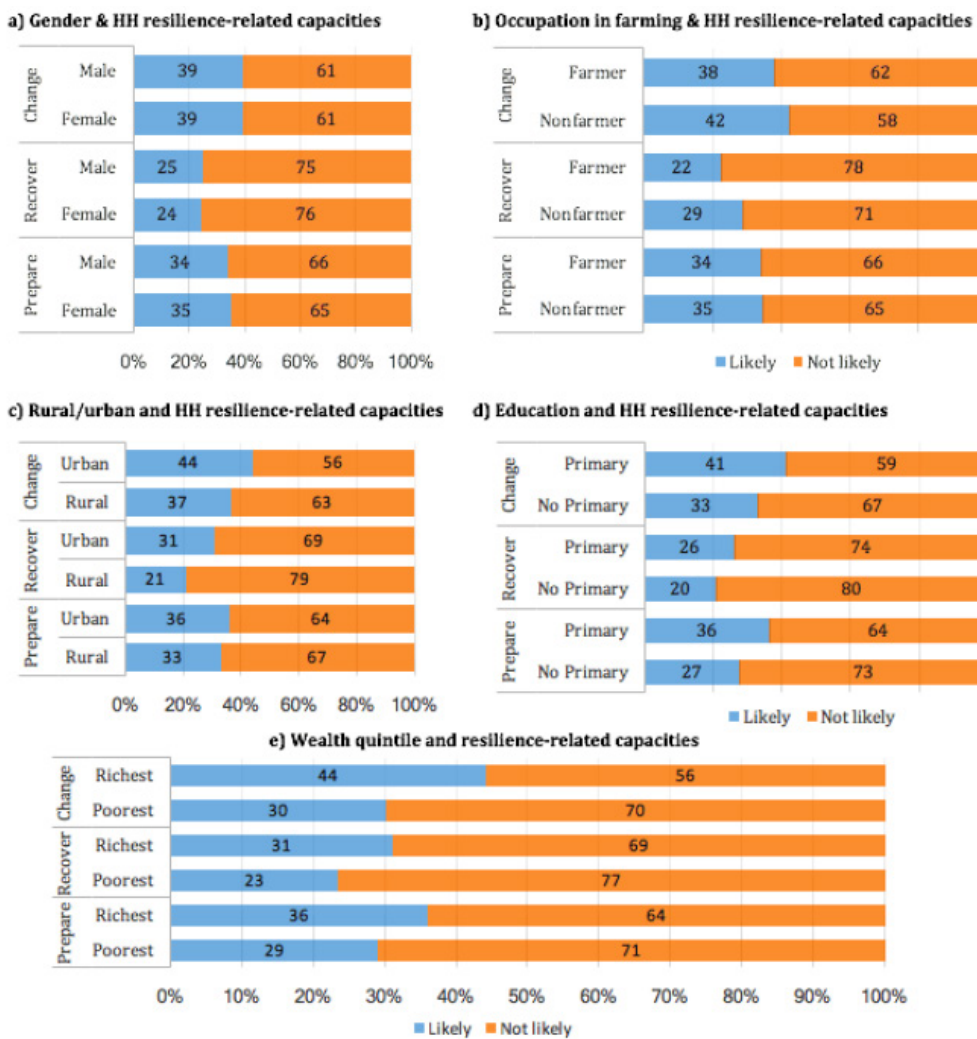 a) Gender & HH resilience-related capacities
Change
Male 39 61
Female 39 61
Recover
Male 25 75
Female 24 76
Prepare
Male 34 66
Female 35 65
0% 20% 40% 60% 80% 100%
b) Occupation in farming & HH resilience-related capacities
Change
Farmer 38 62
Nonfarmer 42 58
Recover
Farmer 22 78
Nonfarmer 29 71
Prepare
Farmer 34 66
Nonfarmer 35 65
Likely Not likely
c) Rural/urban and HH resilience-related capacities
Change
Urban 44 56
Rural 37 63
Recover
Urban 31 69
Rural 21 79
Prepare
Urban 36 64
Rural 33 67
0% 20% 40% 60% 80% 100%
d) Education and HH resilience-related capacities
Change
Primary 41 59
No Primary 33 67
Recover
Primary 26 74
No Primary 20 80
Prepare
Primary 36 64
No Primary 27 73
Likely Not likely
e) Wealth quintile and resilience-related capacities
Change
Richest 44 56
Poorest 30 70
Recover
Richest 31 69
Poorest 23 77
Prepare
Richest 36 64
Poorest 29 71
0% 10% 20% 30% 40% 50% 60% 70% 80% 90% 100%
Likely Not likely